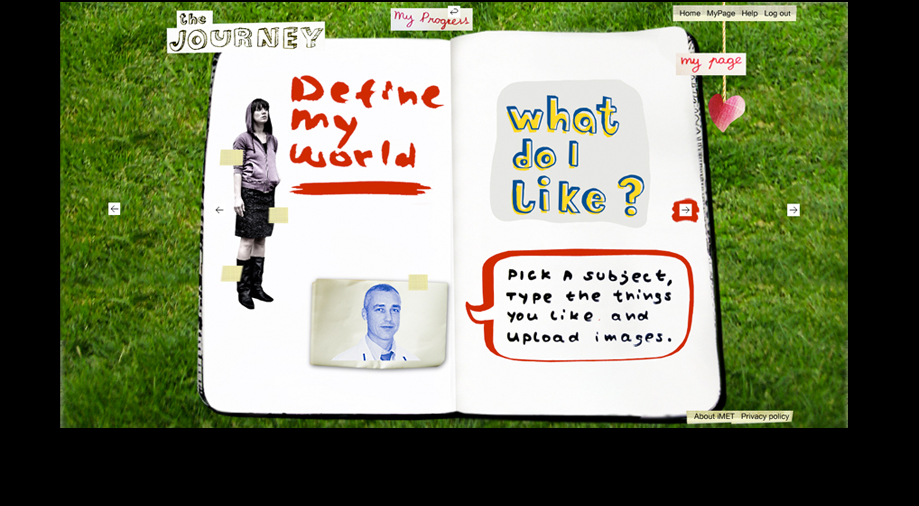 the
JOURNEY
My Progress
Home MyPage Help Log out
my page
Define
my
world
what
do I
like?
PICK A subject,
Type the things
you like and
upload images.
About iMET Privacy policy